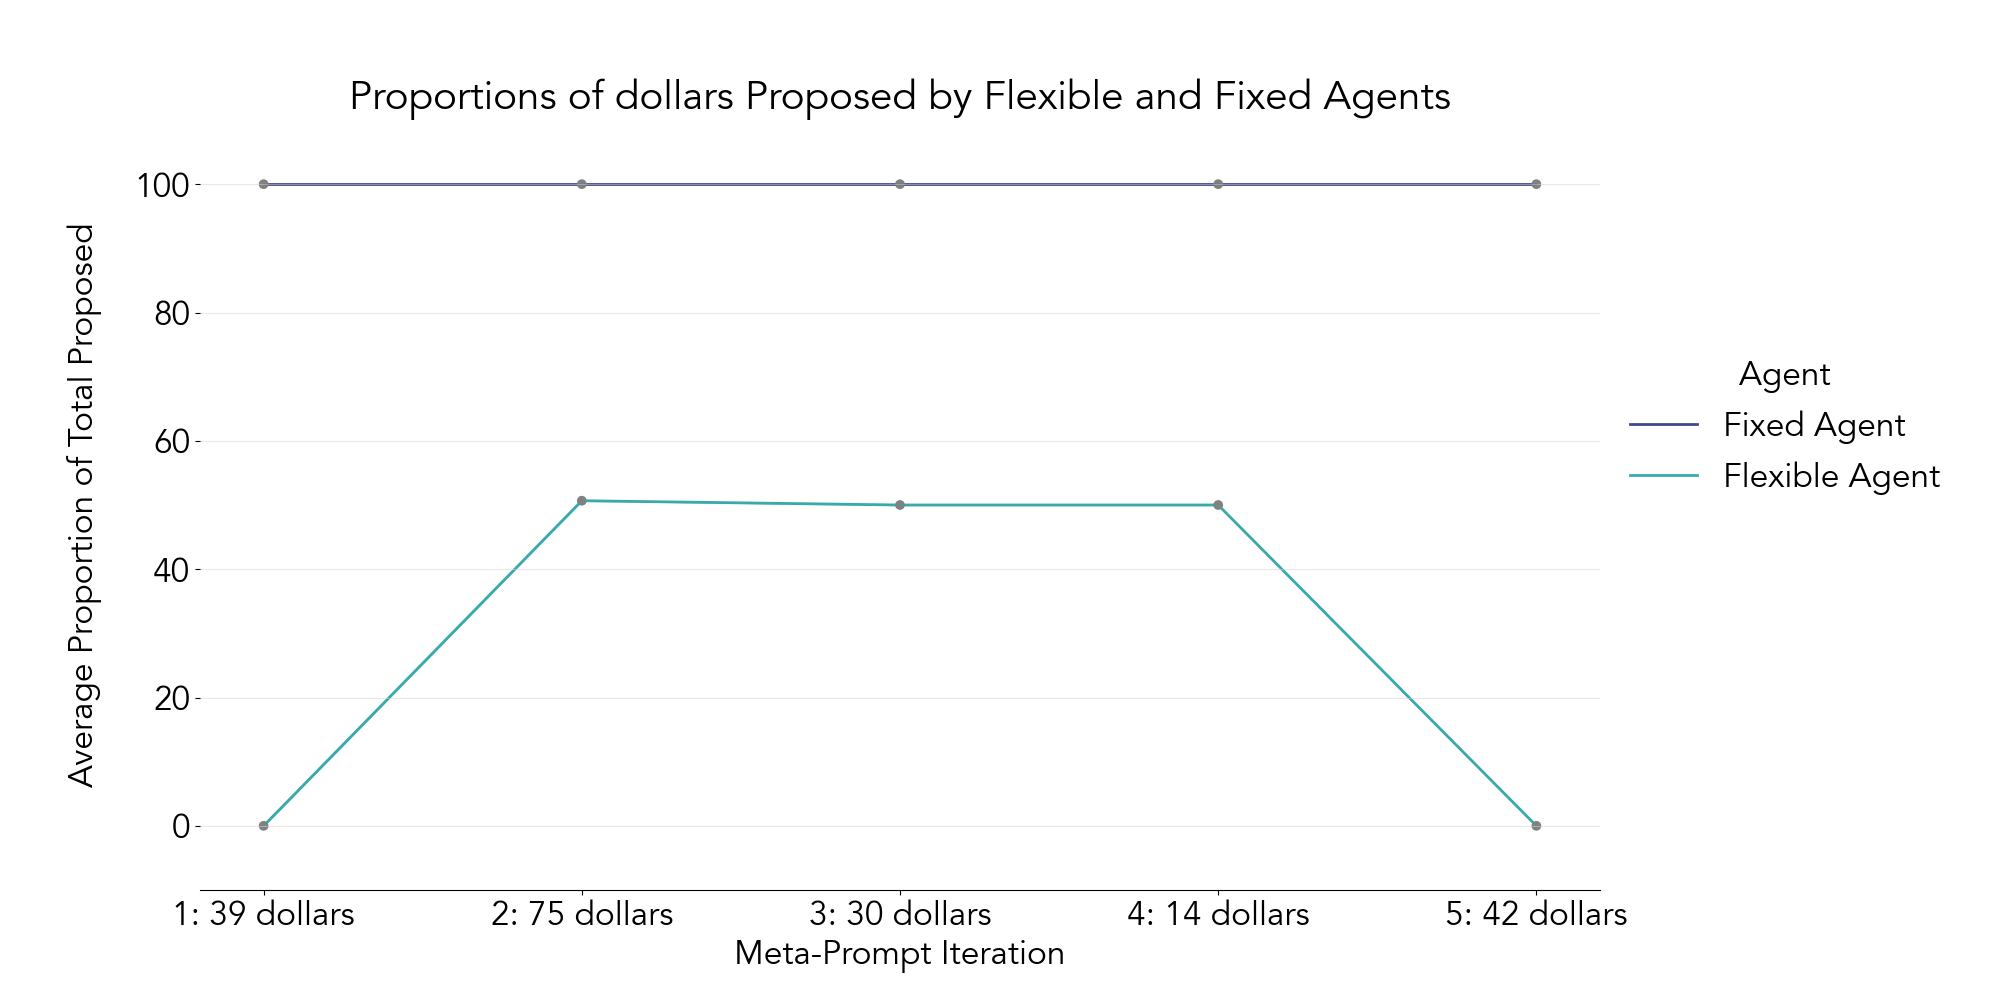 Proportions of dollars Proposed by Flexible and Fixed Agents
Average Proportion of Total Proposed
100
80
60
40
20
0
1: 39 dollars
2: 75 dollars
3: 30 dollars
4: 14 dollars
5: 42 dollars
Meta-Prompt Iteration
Agent
Fixed Agent
Flexible Agent